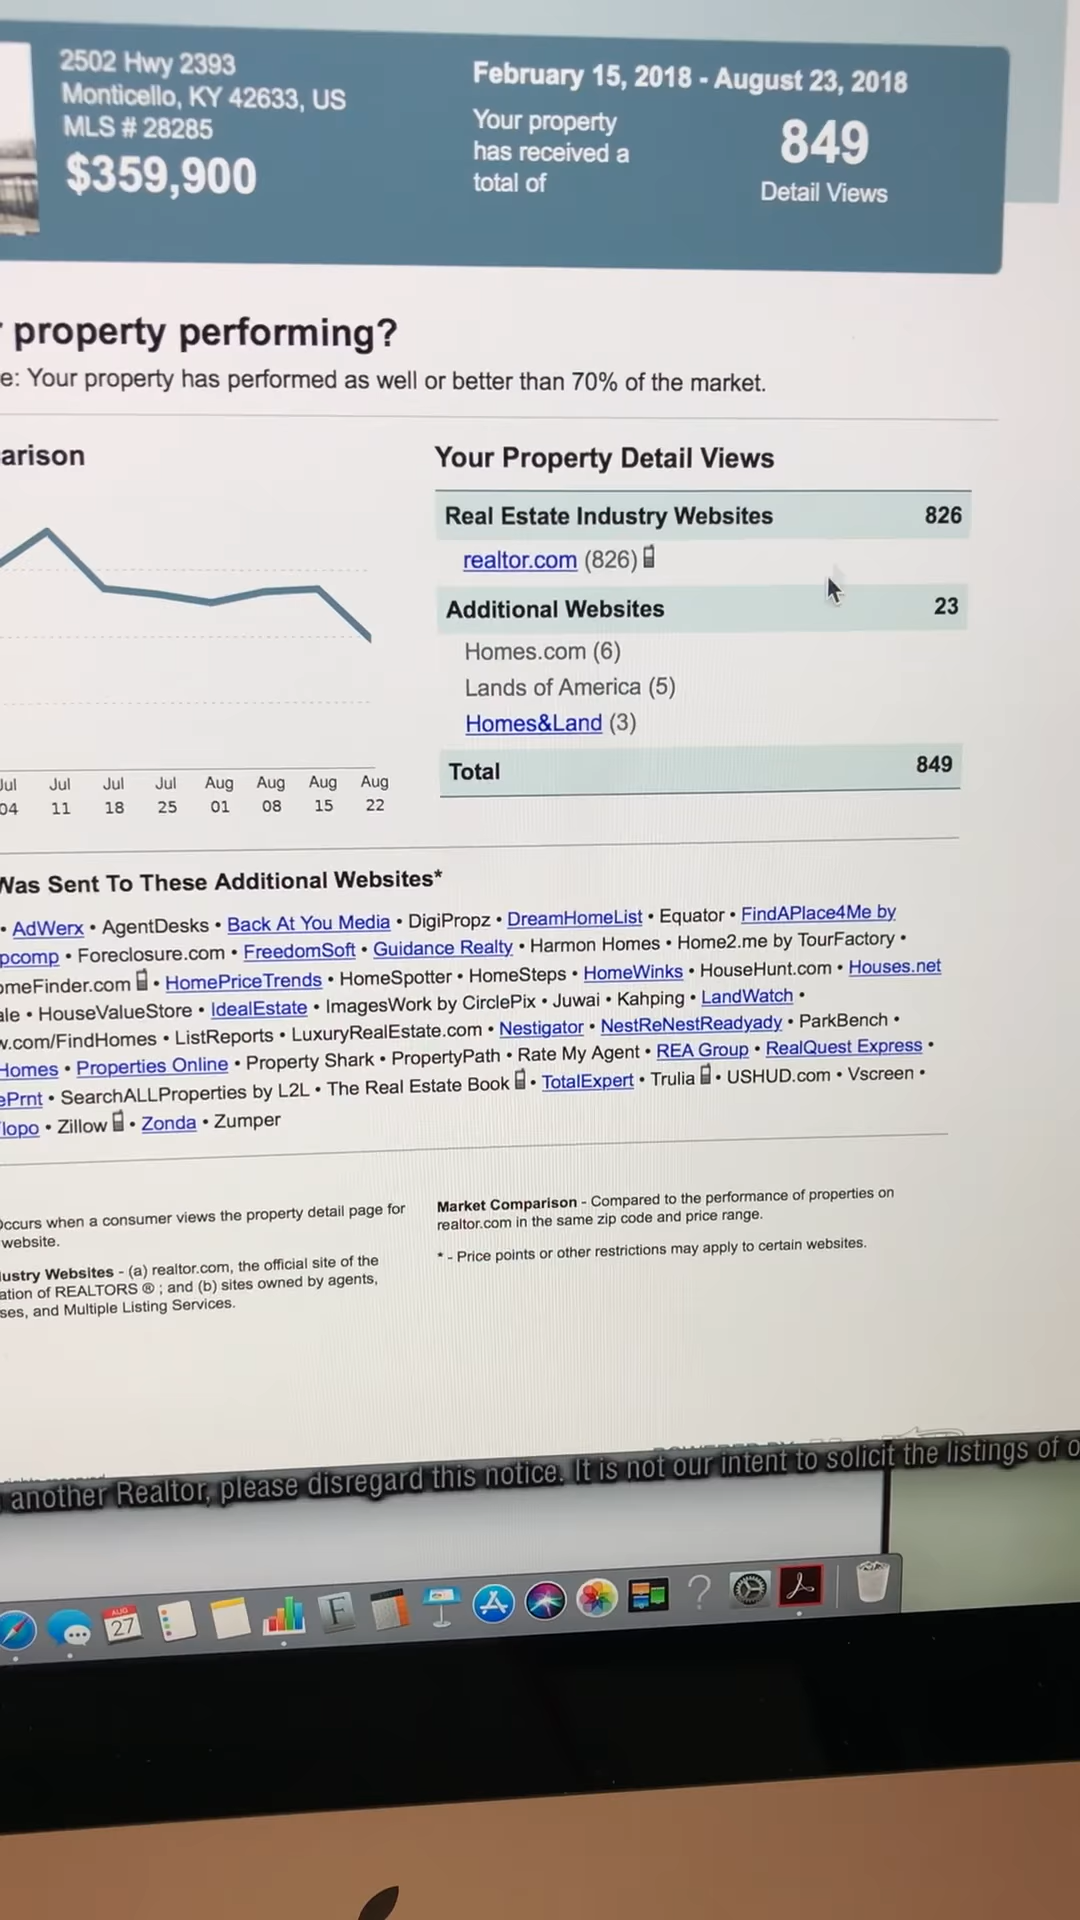 2502 Hwy 2393
Monticello, KY 42633, US
MLS # 28285
$359,900
February 15, 2018 - August 23, 2018
Your property
has received a
total of
849
Detail Views
property performing?
e: Your property has performed as well or better than 70% of the market.
arison
Jul Jul Jul Jul Aug Aug Aug Aug
04 11 18 25 01 08 15 22
Your Property Detail Views
Real Estate Industry Websites 826
realtor.com (826)
Additional Websites 23
Homes.com (6)
Lands of America (5)
Homes&Land (3)
Total 849
Was Sent To These Additional Websites*
• AdWerx • AgentDesks • Back At You Media • DigiPropz • DreamHomeList • Equator • FindAPlace4Me by
pcomp • Foreclosure.com • FreedomSoft • Guidance Realty • Harmon Homes • Home2.me by TourFactory •
omeFinder.com • HomePriceTrends • HomeSpotter • HomeSteps • HomeWinks • HouseHunt.com • Houses.net
ale • HouseValueStore • IdealEstate • ImagesWork by CirclePix • Juwai • Kahping • LandWatch •
w.com/FindHomes • ListReports • LuxuryRealEstate.com • Nestigator • NestReNestReadyady • ParkBench •
Homes • Properties Online • Property Shark • PropertyPath • Rate My Agent • REA Group • RealQuest Express •
ePrnt • SearchALLProperties by L2L • The Real Estate Book • TotalExpert • Trulia • USHUD.com • Vscreen •
lopo • Zillow • Zonda • Zumper
Occurs when a consumer views the property detail page for
website.
dustry Websites - (a) realtor.com, the official site of the
ation of REALTORS ® ; and (b) sites owned by agents,
ses, and Multiple Listing Services.
Market Comparison - Compared to the performance of properties on
realtor.com in the same zip code and price range.
* - Price points or other restrictions may apply to certain websites.
another Realtor, please disregard this notice. It is not our intent to solicit the listings of o
AUG
27